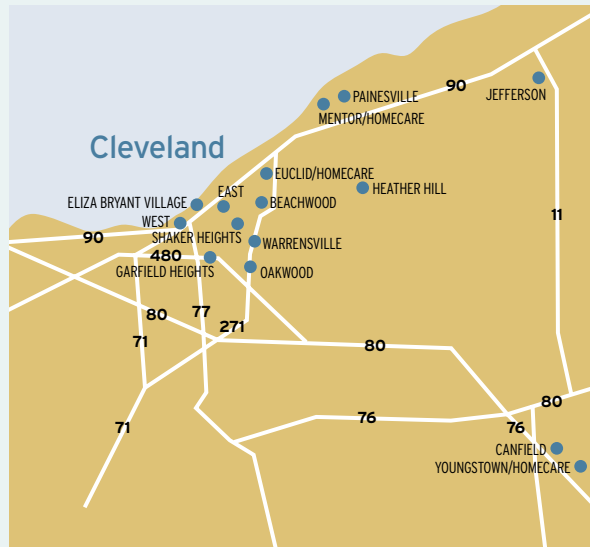 90
PAINESVILLE
JEFFERSON
MENTOR/HOMECARE
Cleveland
EUCLID/HOMECARE
HEATHER HILL
EAST
ELIZA BRYANT VILLAGE
BEACHWOOD
11
WEST
90
SHAKER HEIGHTS
WARRENSVILLE
480
GARFIELD HEIGHTS
OAKWOOD
80
77
271
71
80
80
76
71
76
CANFIELD
YOUNGSTOWN/HOMECARE